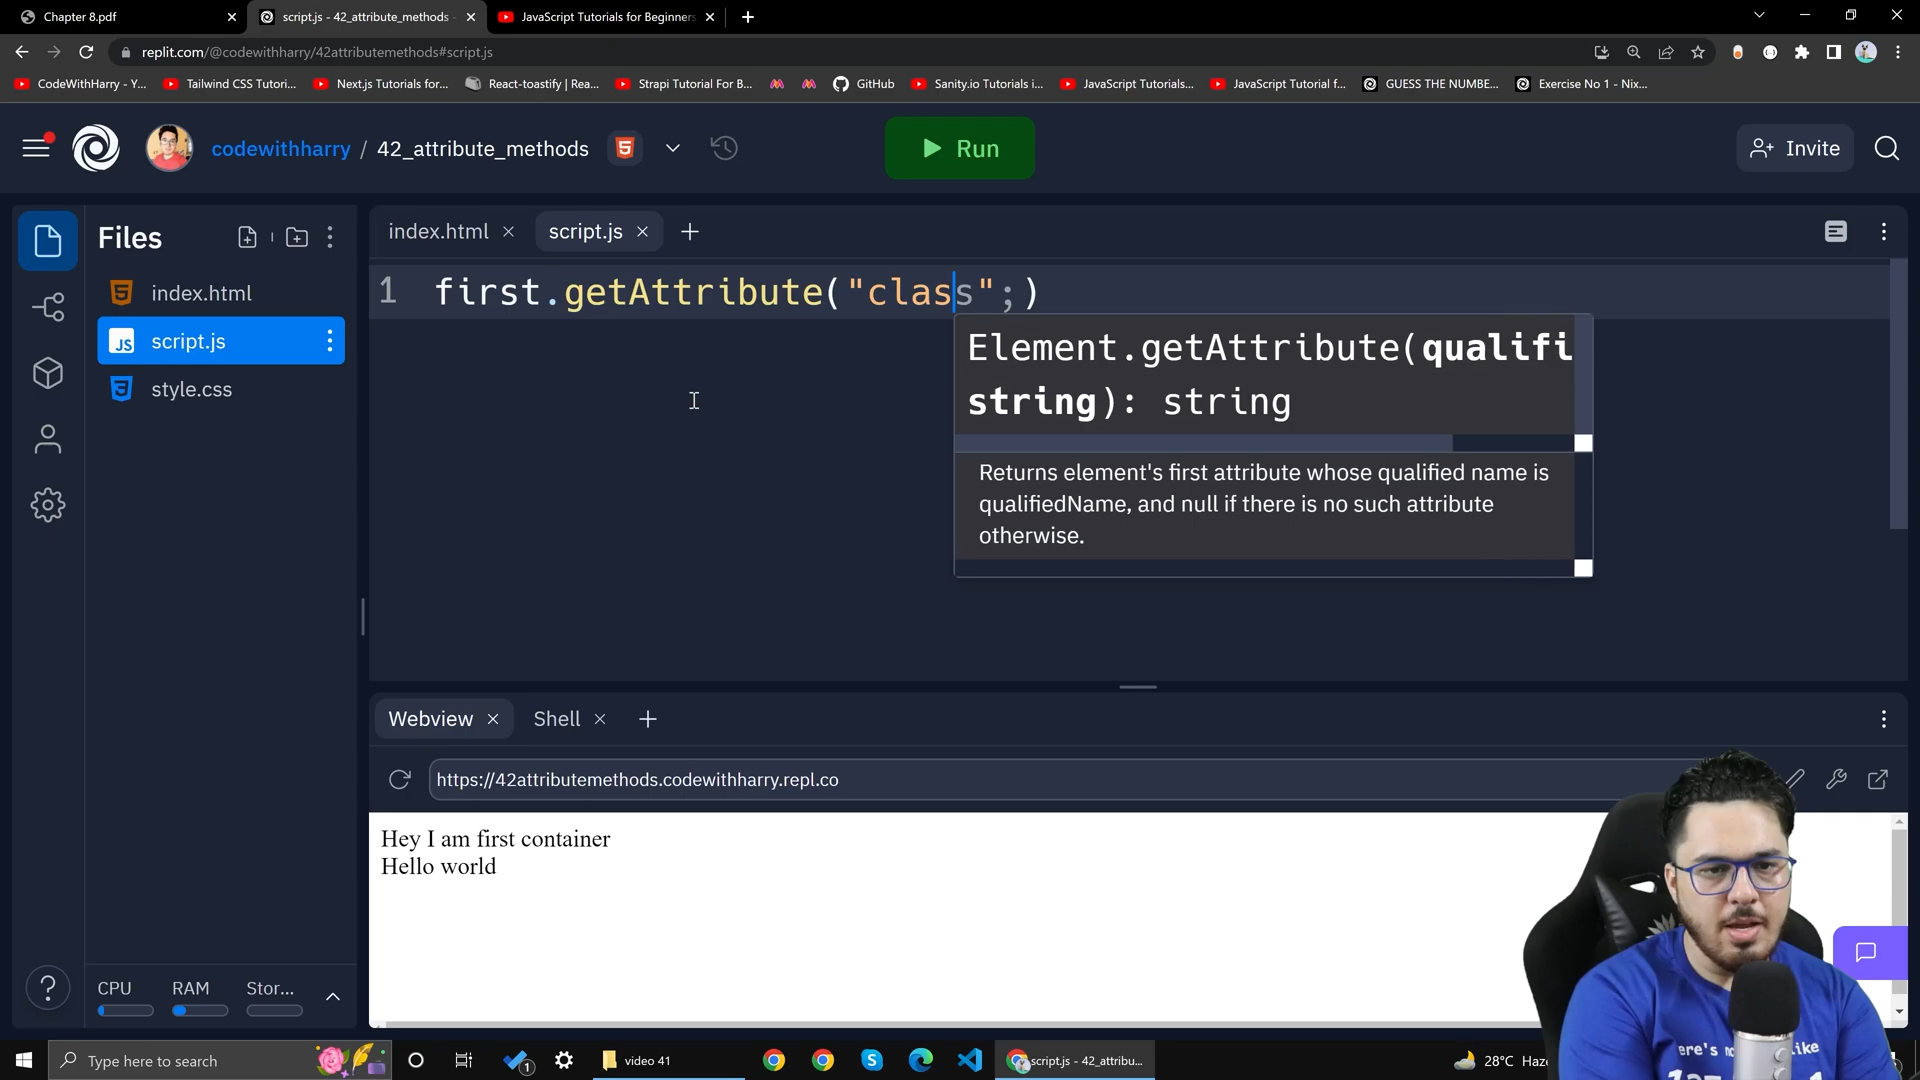 Chapter 8.pdf
script.js - 42_attribute_methods -
JavaScript Tutorials for Beginners
replit.com/@codewithharry/42attributemethods#script.js
CodeWithHarry - Y...
Tailwind CSS Tutori...
Next.js Tutorials for...
React-toastify | Rea...
Strapi Tutorial For B...
GitHub
Sanity.io Tutorials i...
JavaScript Tutorials...
JavaScript Tutorial f...
GUESS THE NUMBE...
Exercise No 1 - Nix...
codewithharry / 42_attribute_methods
Run
Invite
Files
index.html
script.js
style.css
index.html
script.js
1 first.getAttribute("class";)
Element.getAttribute(qualifi
string): string
Returns element's first attribute whose qualified name is
qualifiedName, and null if there is no such attribute
otherwise.
Webview
Shell
https://42attributemethods.codewithharry.repl.co
Hey I am first container
Hello world
CPU
RAM
Stor...
Type here to search
1
video 41
script.js - 42_attribu...
28°C Haze